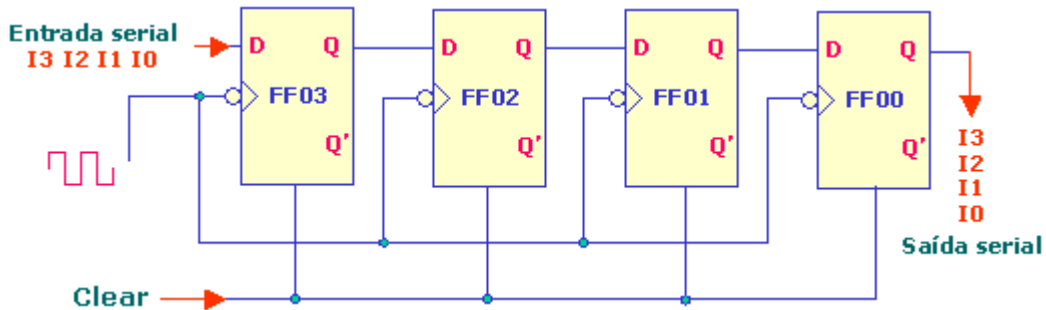 Entrada serial
I3 I2 I1 I0
D Q
FF03
Q'
D Q
FF02
Q'
D Q
FF01
Q'
D Q
FF00
Q'
I3
I2
I1
I0
Saída serial
Clear